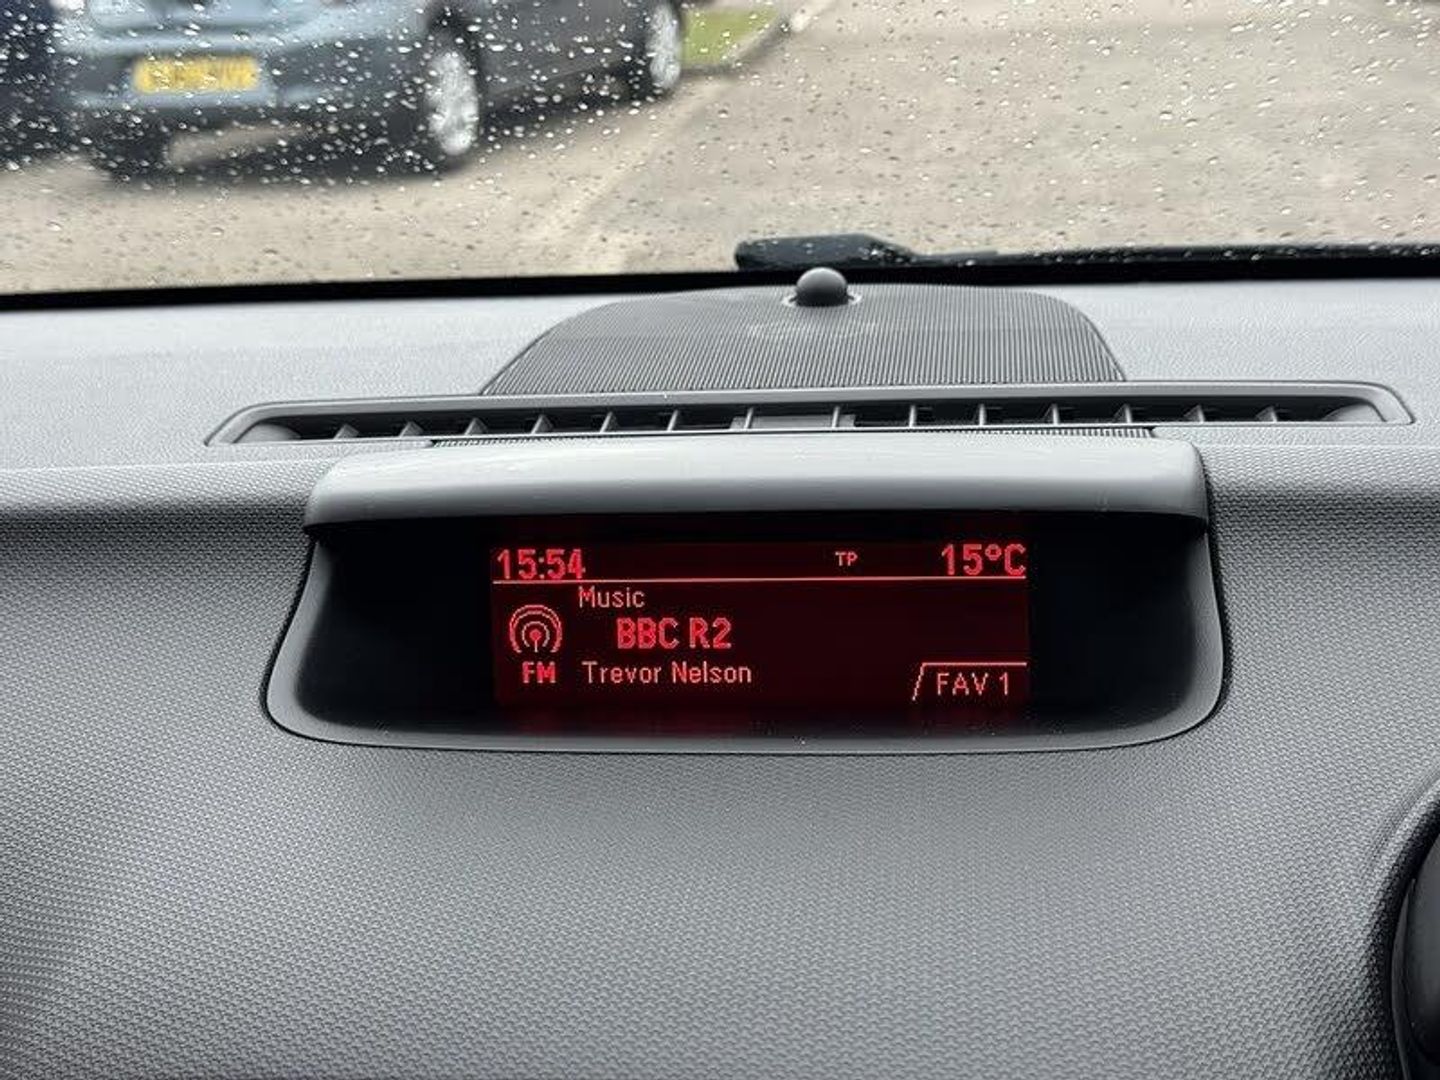 15:54 TP 15°C
Music
BBC R2
FM Trevor Nelson
FAV 1